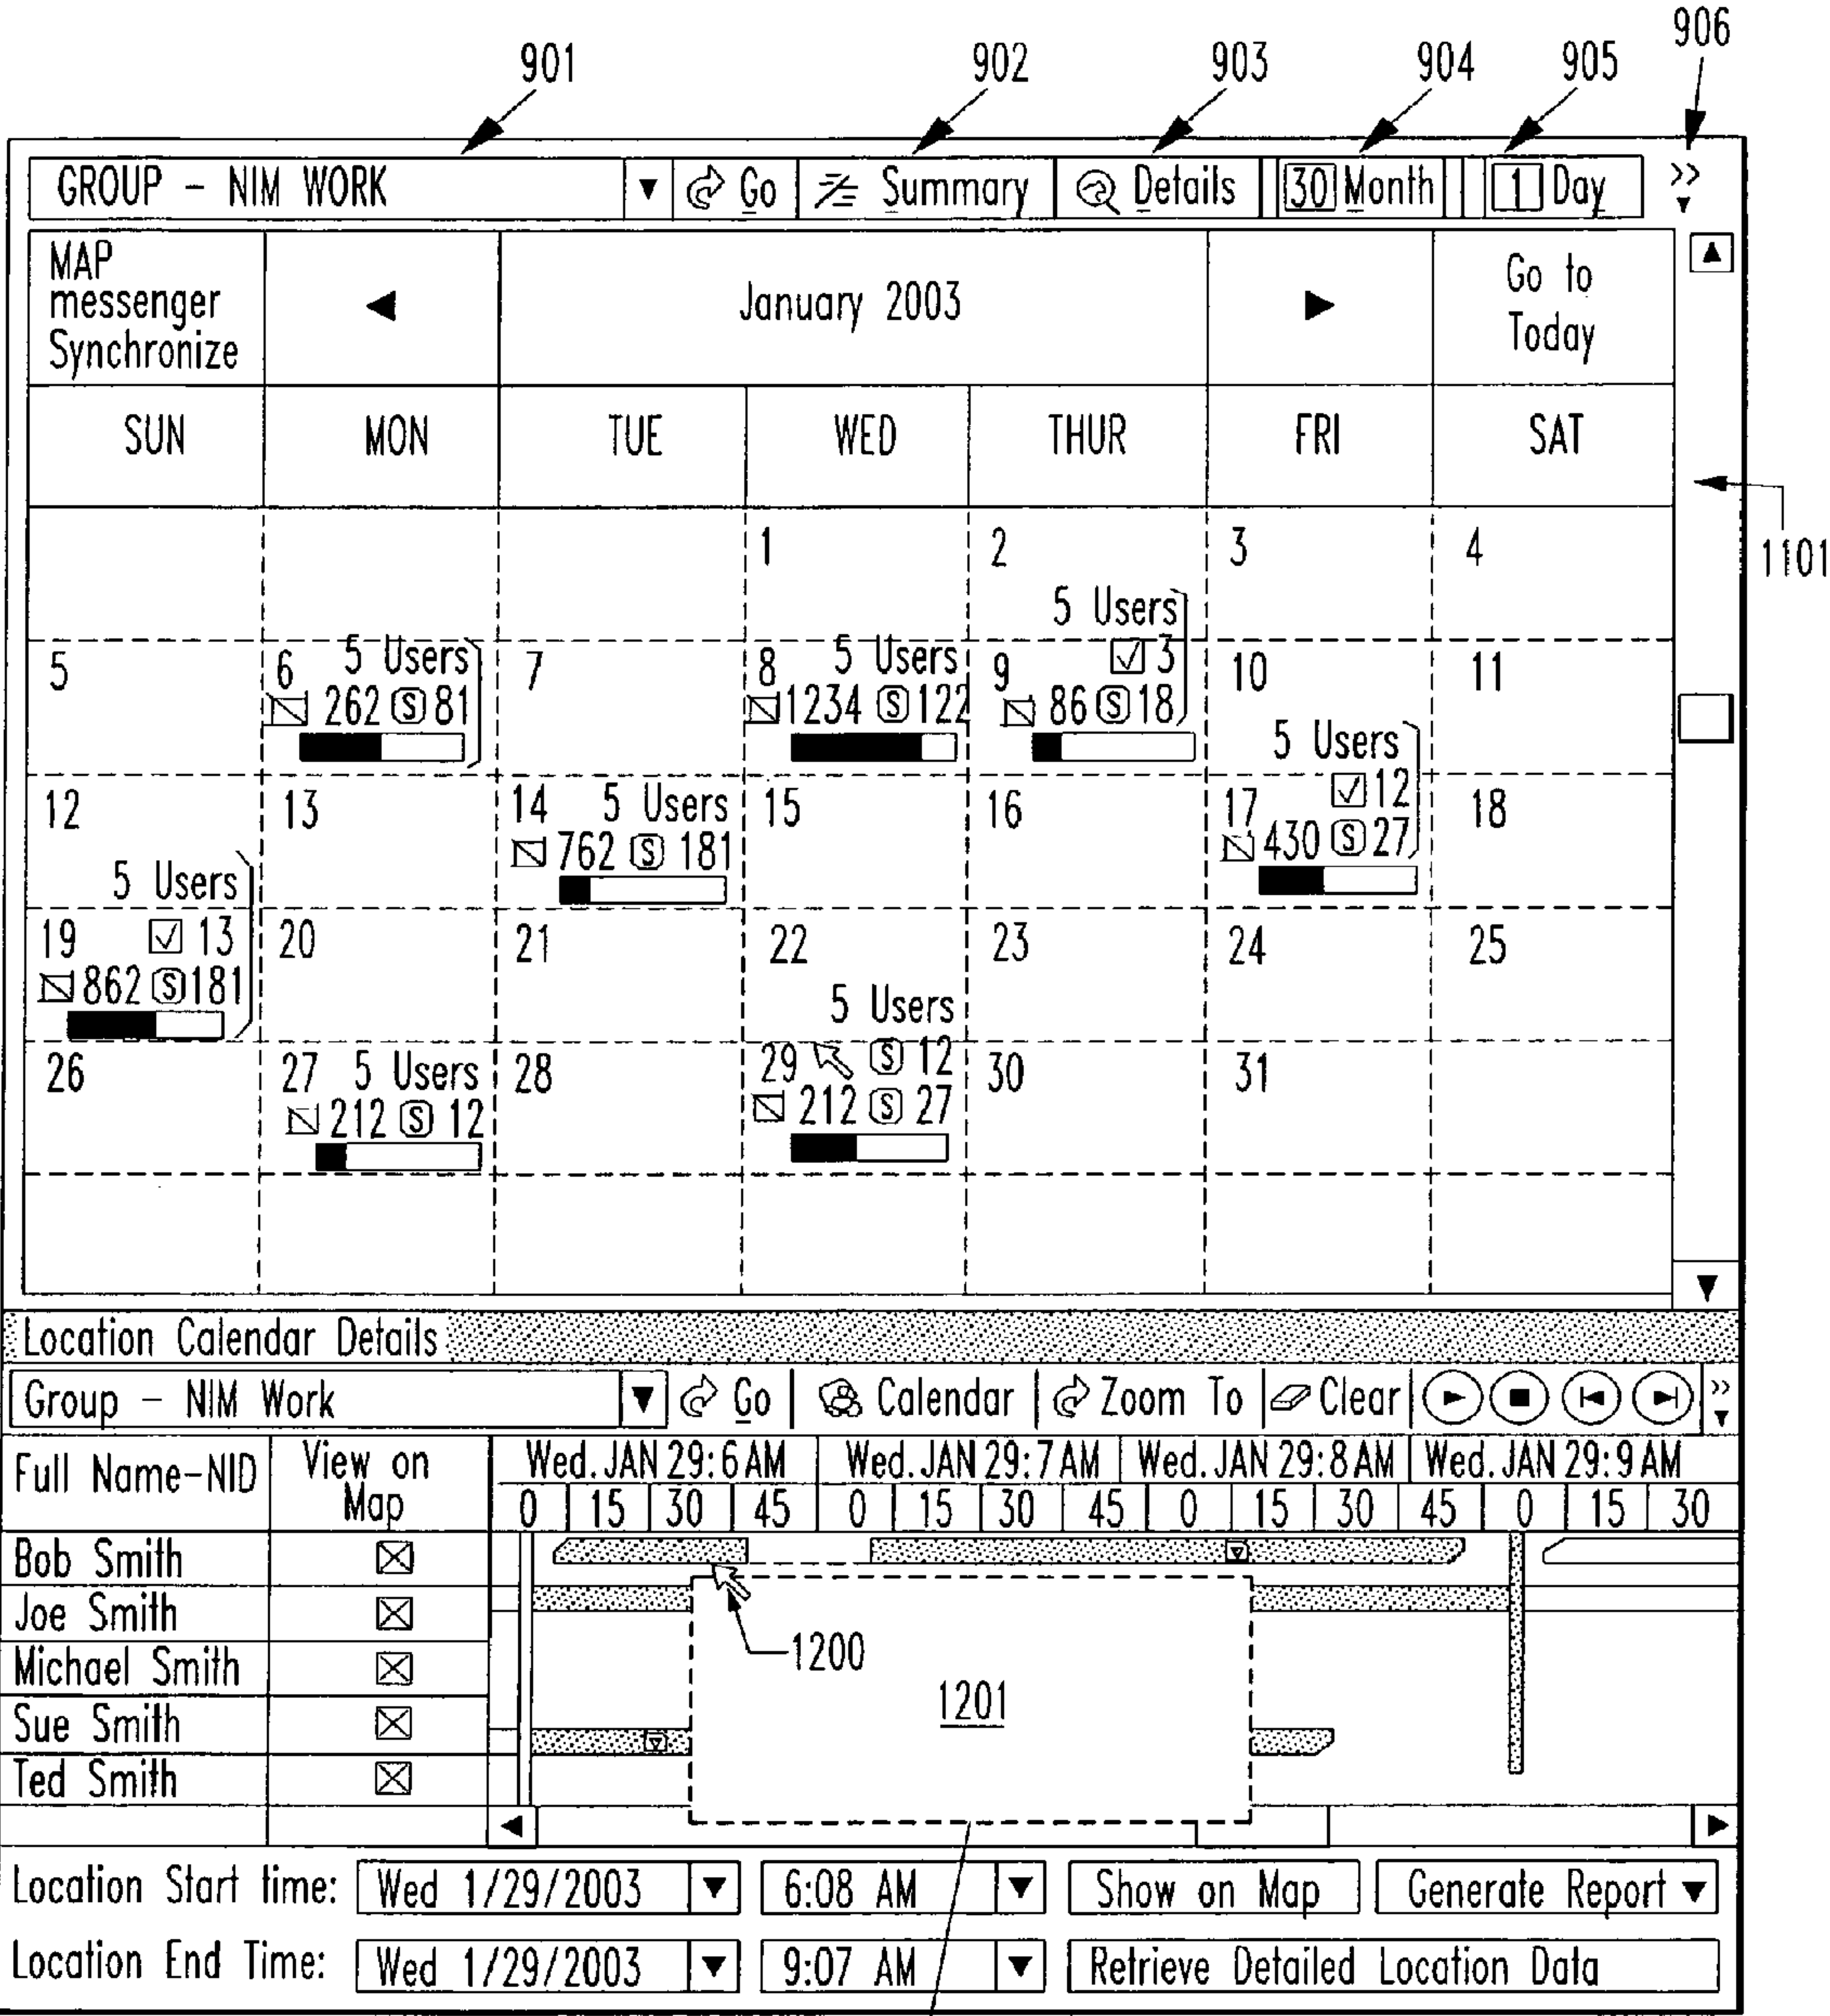 901 902 903 904 905 906
GROUP - NIM WORK Go Summary Details 30 Month 1 Day >>
MAP messenger Synchronize January 2003 Go to Today
SUN MON TUE WED THUR FRI SAT
1101
1 2 3 4
5 Users
5 6 5 Users 7 8 5 Users 9 3 10 11
262 S 81 1234 S 122 86 S 18
5 Users
12 13 14 5 Users 15 16 17 12 18
762 S 181 430 S 27
5 Users
19 13 20 21 22 23 24 25
862 S 181
5 Users
26 27 5 Users 28 29 S 12 30 31
212 S 12 212 S 27
Location Calendar Details
Group - NIM Work Go Calendar Zoom To Clear >>
Full Name-NID View on Map Wed. JAN 29:6 AM Wed. JAN 29:7 AM Wed. JAN 29:8 AM Wed. JAN 29:9 AM
0 15 30 45 0 15 30 45 0 15 30 45 0 15 30
Bob Smith
Joe Smith
1200
Michael Smith
1201
Sue Smith
Ted Smith
Location Start time: Wed 1/29/2003 6:08 AM Show on Map Generate Report
Location End Time: Wed 1/29/2003 9:07 AM Retrieve Detailed Location Data